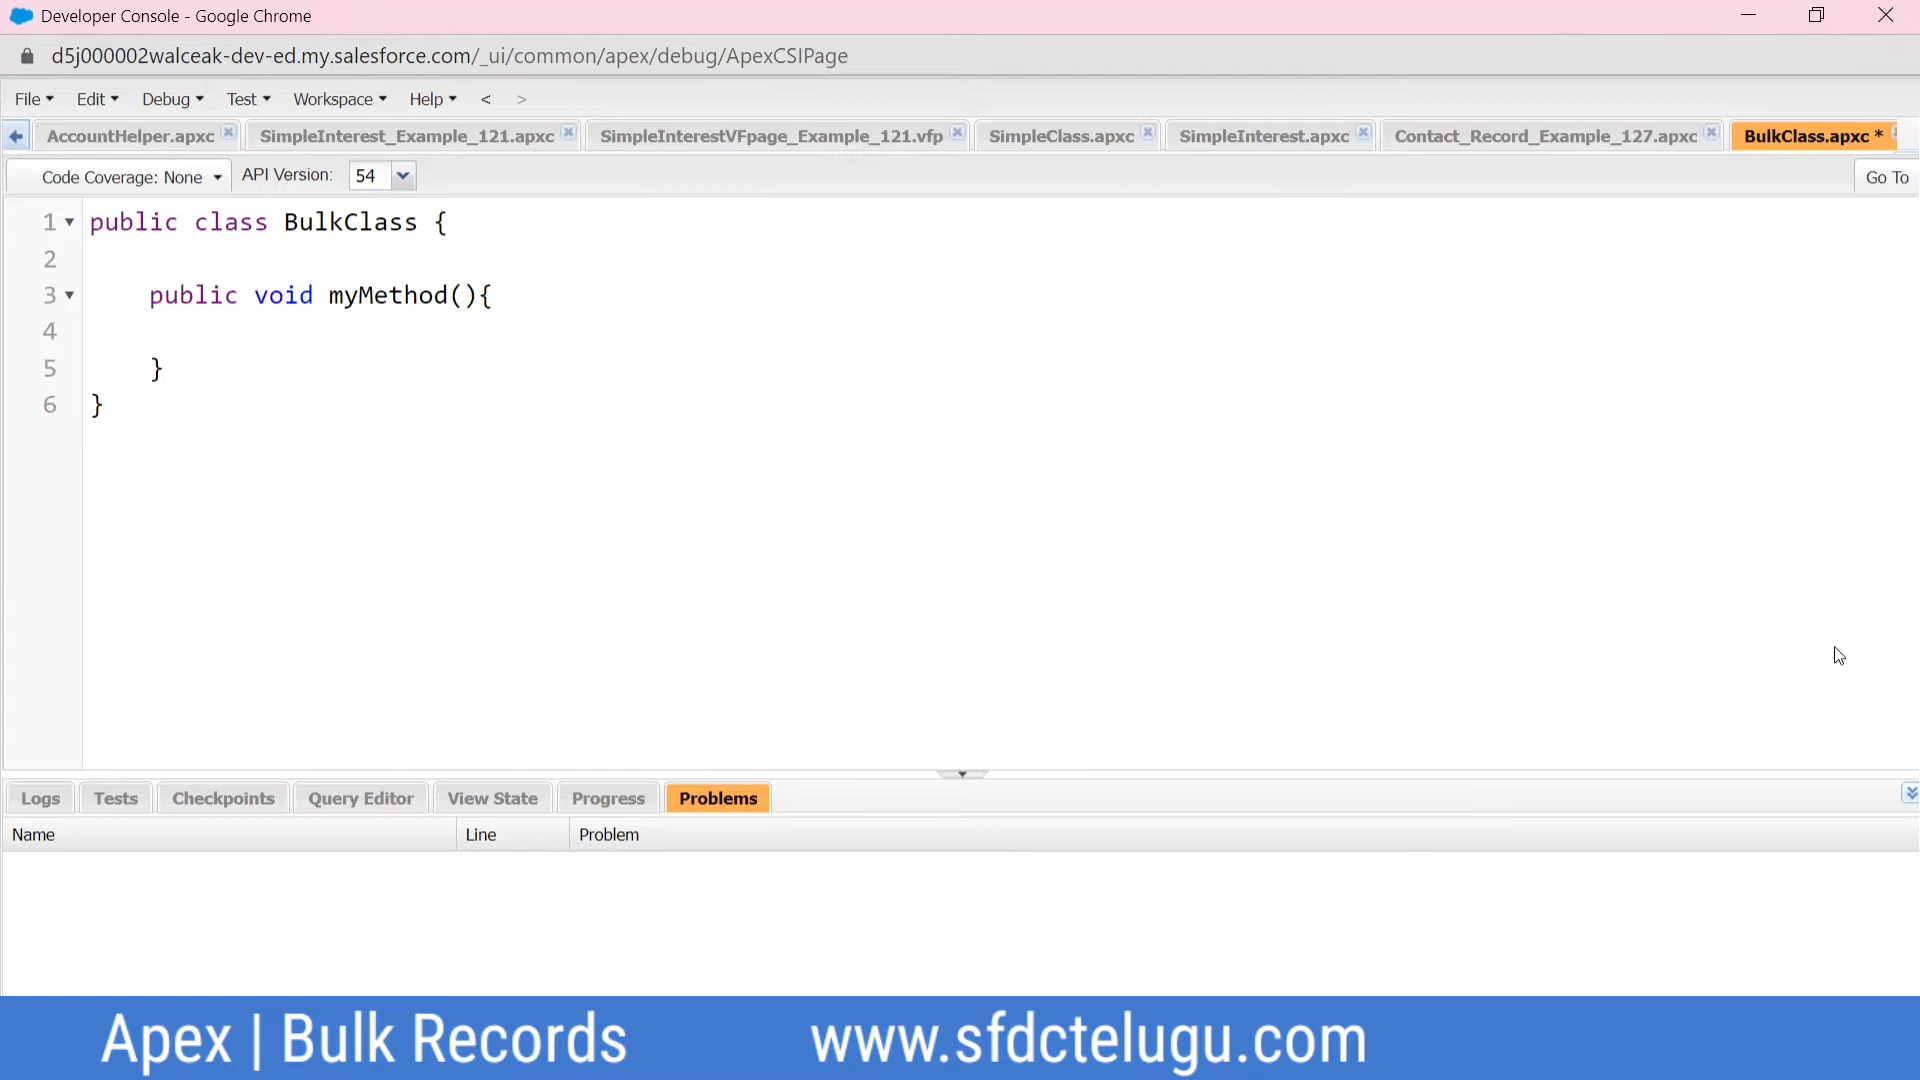 Developer Console - Google Chrome
d5j000002walceak-dev-ed.my.salesforce.com/_ui/common/apex/debug/ApexCSIPage
File Edit Debug Test Workspace Help < >
AccountHelper.apxc SimpleInterest_Example_121.apxc SimpleInterestVFpage_Example_121.vfp SimpleClass.apxc SimpleInterest.apxc Contact_Record_Example_127.apxc BulkClass.apxc *
Code Coverage: None API Version: 54 Go To
1 public class BulkClass {
2
3 public void myMethod(){
4
5 }
6 }
Logs Tests Checkpoints Query Editor View State Progress Problems
Name Line Problem
Apex | Bulk Records www.sfdctelugu.com